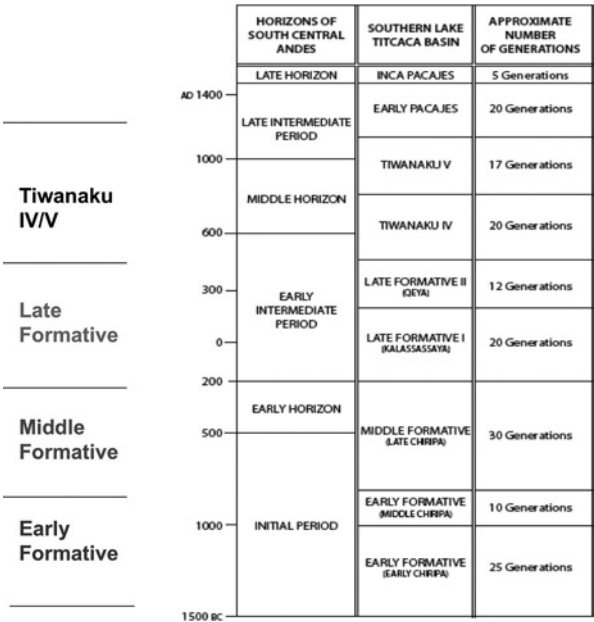 HORIZONS OF
SOUTH CENTRAL
ANDES
SOUTHERN LAKE
TITCACA BASIN
APPROXIMATE
NUMBER
OF GENERATIONS
LATE HORIZON
INCA PACAJES
5 Generations
AD 1400
LATE INTERMEDIATE
PERIOD
EARLY PACAJES
20 Generations
1000
TIWANAKU V
17 Generations
Tiwanaku
IV/V
MIDDLE HORIZON
600
TIWANAKU IV
20 Generations
300
EARLY
INTERMEDIATE
PERIOD
LATE FORMATIVE II
(QEYA)
12 Generations
Late
Formative
0
LATE FORMATIVE I
(KALASSASSAYA)
20 Generations
200
EARLY HORIZON
Middle
Formative
500
MIDDLE FORMATIVE
(LATE CHIRIPA)
30 Generations
EARLY FORMATIVE
(MIDDLE CHIRIPA)
10 Generations
Early
Formative
1000
INITIAL PERIOD
EARLY FORMATIVE
(EARLY CHIRIPA)
25 Generations
1500 BC